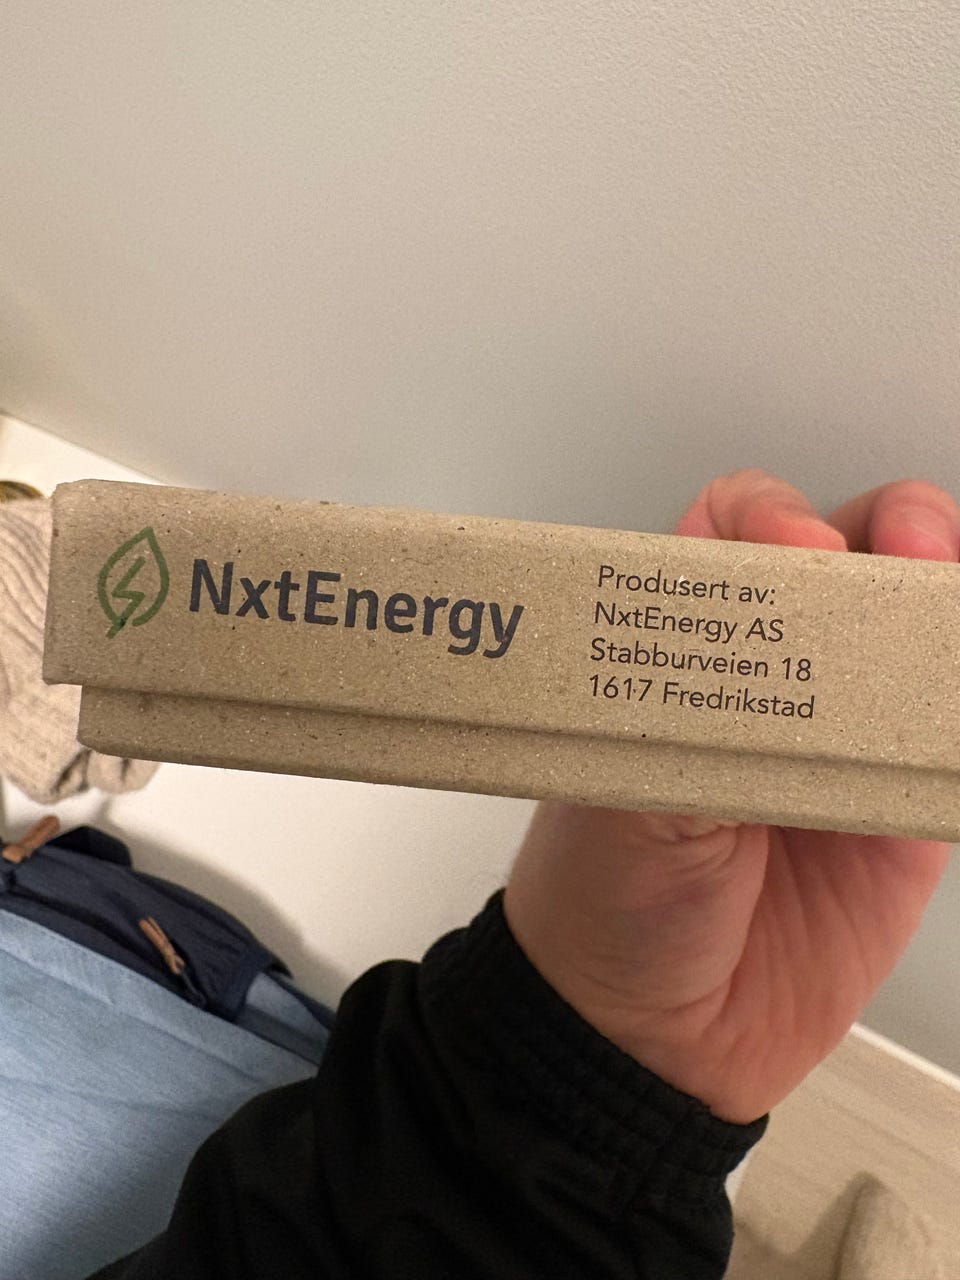 NxtEnergy
Produsert av:
NxtEnergy AS
Stabburveien 18
1617 Fredrikstad